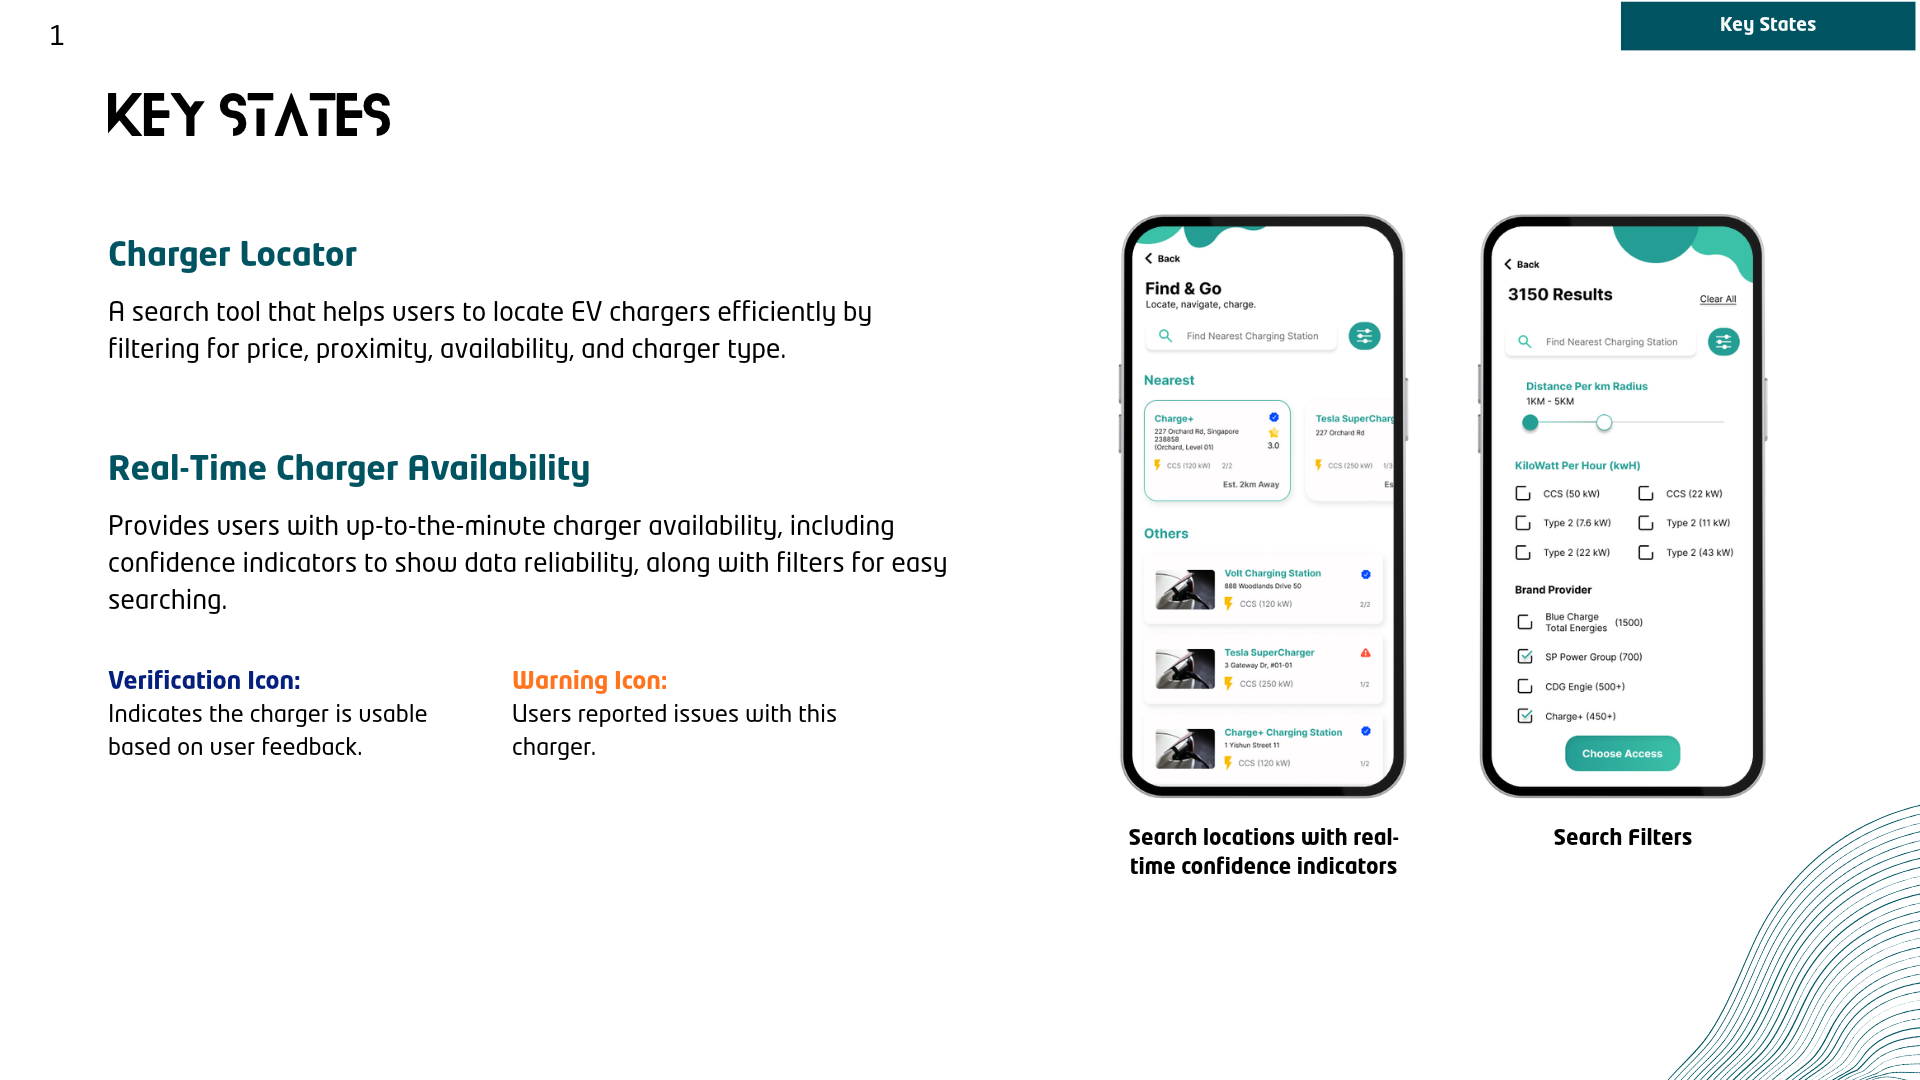 1
Key States
KEY STATES
Charger Locator
A search tool that helps users to locate EV chargers efficiently by
filtering for price, proximity, availability, and charger type.
Real-Time Charger Availability
Provides users with up-to-the-minute charger availability, including
confidence indicators to show data reliability, along with filters for easy
searching.
Verification Icon:
Indicates the charger is usable
based on user feedback.
Warning Icon:
Users reported issues with this
charger.
Back
Find & Go
Locate, navigate, charge.
Find Nearest Charging Station
Nearest
Charge+
227 Orchard Rd, Singapore
238858
(Orchard, Level 01)
3.0
CCS (120 kW) 2/2
Est. 2km Away
Tesla SuperCharg
227 Orchard Rd
CCS (250 kW) 1/3
Es
Others
Volt Charging Station
888 Woodlands Drive 50
CCS (120 kW) 2/2
Tesla SuperCharger
3 Gateway Dr, #01-01
CCS (250 kW) 1/2
Charge+ Charging Station
1 Yishun Street 11
CCS (120 kW) 1/2
Search locations with real-
time confidence indicators
Back
3150 Results
Clear All
Find Nearest Charging Station
Distance Per km Radius
1KM - 5KM
KiloWatt Per Hour (kwH)
CCS (50 kW) CCS (22 kW)
Type 2 (7.6 kW) Type 2 (11 kW)
Type 2 (22 kW) Type 2 (43 kW)
Brand Provider
Blue Charge
Total Energies (1500)
SP Power Group (700)
CDG Engie (500+)
Charge+ (450+)
Choose Access
Search Filters